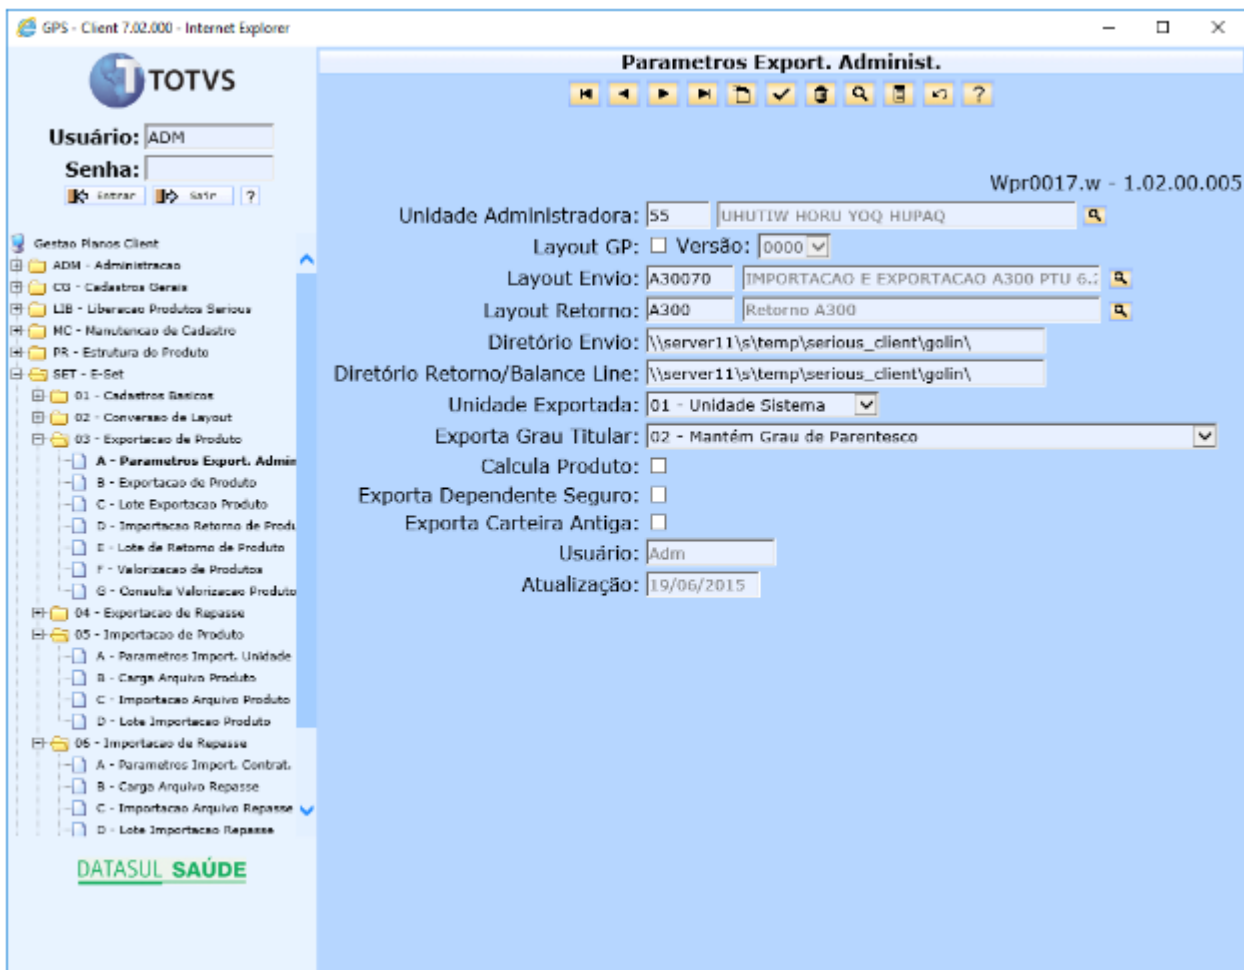 GPS - Client 7.02.000 - Internet Explorer
TOTVS
Usuário: ADM
Senha:
Entrar Sair ?
Gestao Planos Client
ADM - Administracao
CG - Cadastros Gerais
LIB - Liberacao Produtos Serious
MC - Manutencao de Cadastro
PR - Estrutura do Produto
SET - E-Set
01 - Cadastros Basicos
02 - Conversao de Layout
03 - Exportacao de Produto
A - Parametros Export. Admin
B - Exportacao de Produto
C - Lote Exportacao Produto
D - Importacao Retorno de Produ
E - Lote de Retorno de Produto
F - Valorizacao de Produtos
G - Consulta Valorizacao Produto
04 - Exportacao de Repasse
05 - Importacao de Produto
A - Parametros Import. Unidade
B - Carga Arquivo Produto
C - Importacao Arquivo Produto
D - Lote Importacao Produto
06 - Importacao de Repasse
A - Parametros Import. Contrat.
B - Carga Arquivo Repasse
C - Importacao Arquivo Repasse
D - Lote Importacao Repasse
DATASUL SAÚDE
Parametros Export. Administ.
?
Wpr0017.w - 1.02.00.005
Unidade Administradora: 55 UHUTIW HORU YOQ HUPAQ
Layout GP: Versão: 0000
Layout Envio: A30070 IMPORTACAO E EXPORTACAO A300 PTU 6.2
Layout Retorno: A300 Retorno A300
Diretório Envio: \\server11\s\temp\serious_client\golin\
Diretório Retorno/Balance Line: \\server11\s\temp\serious_client\golin\
Unidade Exportada: 01 - Unidade Sistema
Exporta Grau Titular: 02 - Mantém Grau de Parentesco
Calcula Produto:
Exporta Dependente Seguro:
Exporta Carteira Antiga:
Usuário: Adm
Atualização: 19/06/2015